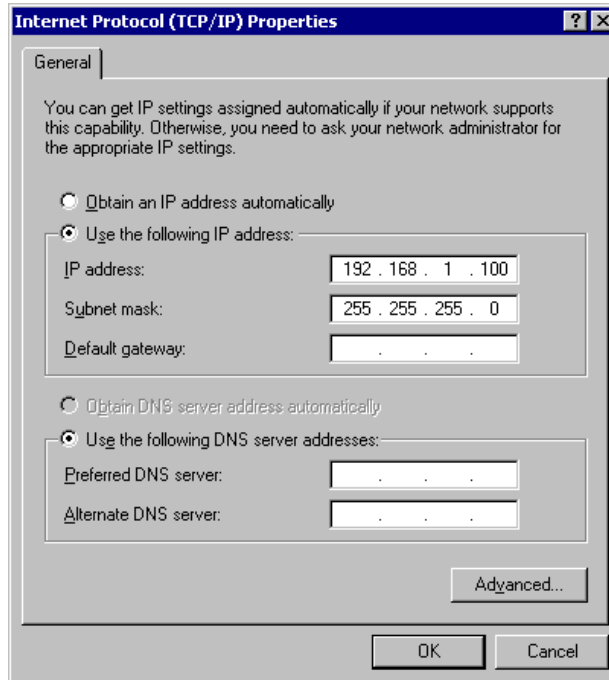 Internet Protocol (TCP/IP) Properties
General
You can get IP settings assigned automatically if your network supports
this capability. Otherwise, you need to ask your network administrator for
the appropriate IP settings.
Obtain an IP address automatically
Use the following IP address:
IP address: 192 . 168 . 1 . 100
Subnet mask: 255 . 255 . 255 . 0
Default gateway: . . .
Obtain DNS server address automatically
Use the following DNS server addresses:
Preferred DNS server: . . .
Alternate DNS server: . . .
Advanced...
OK Cancel